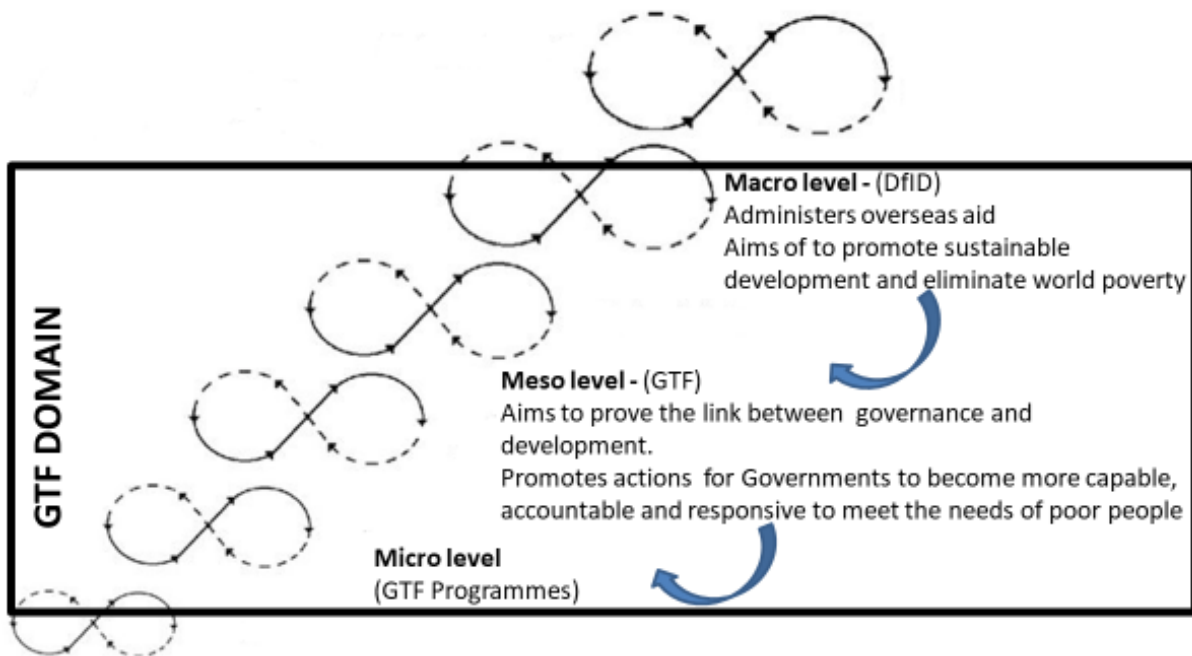 Macro level - (DfID)
Administers overseas aid
Aims of to promote sustainable
development and eliminate world poverty
GTF DOMAIN
Meso level - (GTF)
Aims to prove the link between governance and
development.
Promotes actions for Governments to become more capable,
accountable and responsive to meet the needs of poor people
Micro level
(GTF Programmes)